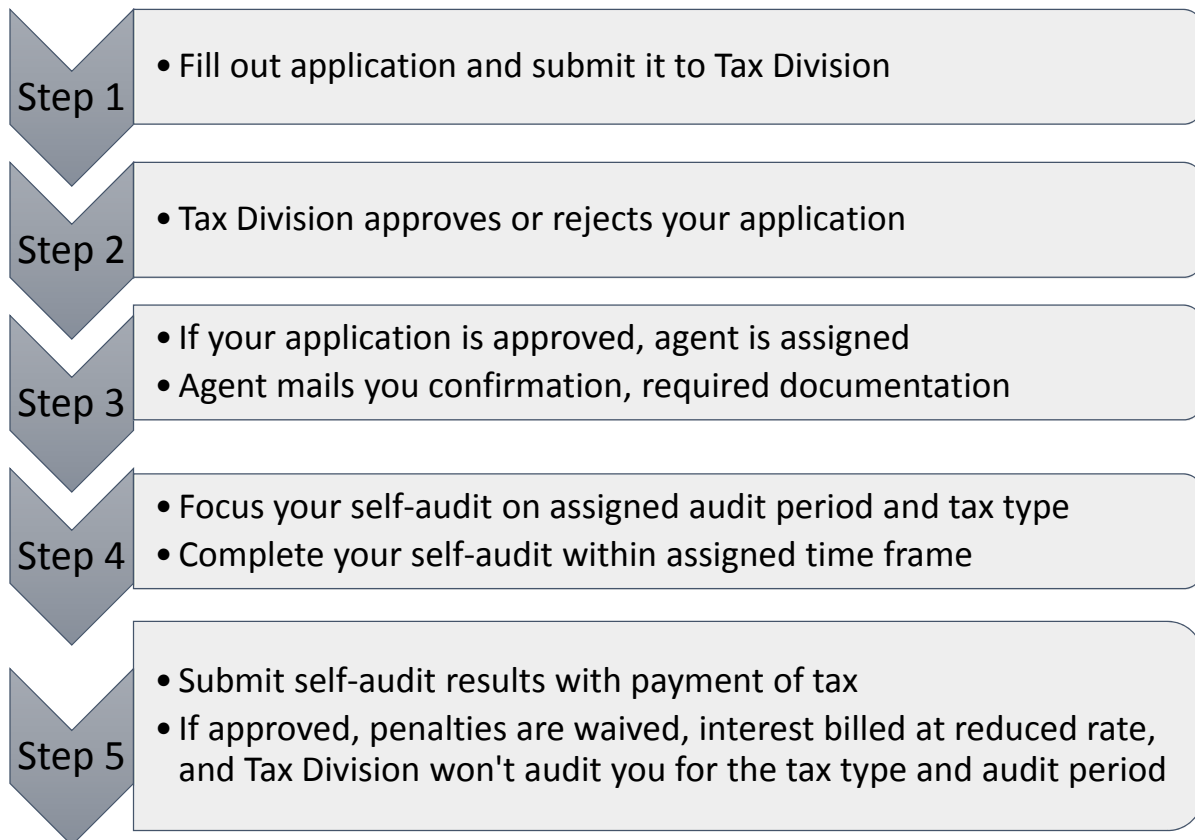 Step 1
• Fill out application and submit it to Tax Division
Step 2
• Tax Division approves or rejects your application
Step 3
• If your application is approved, agent is assigned
• Agent mails you confirmation, required documentation
Step 4
• Focus your self-audit on assigned audit period and tax type
• Complete your self-audit within assigned time frame
Step 5
• Submit self-audit results with payment of tax
• If approved, penalties are waived, interest billed at reduced rate,
and Tax Division won't audit you for the tax type and audit period